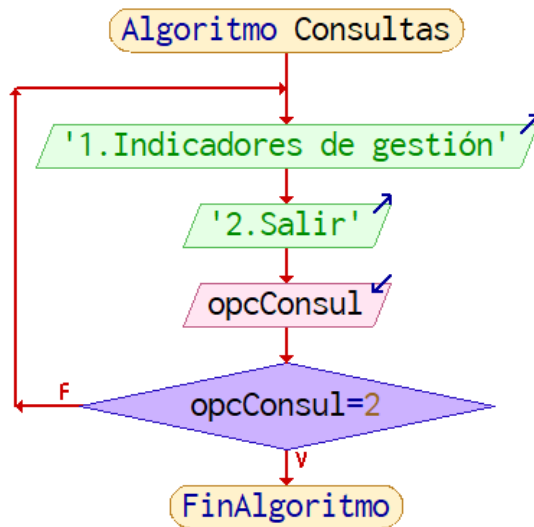 Algoritmo Consultas
'1.Indicadores de gestión'
'2.Salir'
opcConsul
F
opcConsul=2
V
FinAlgoritmo